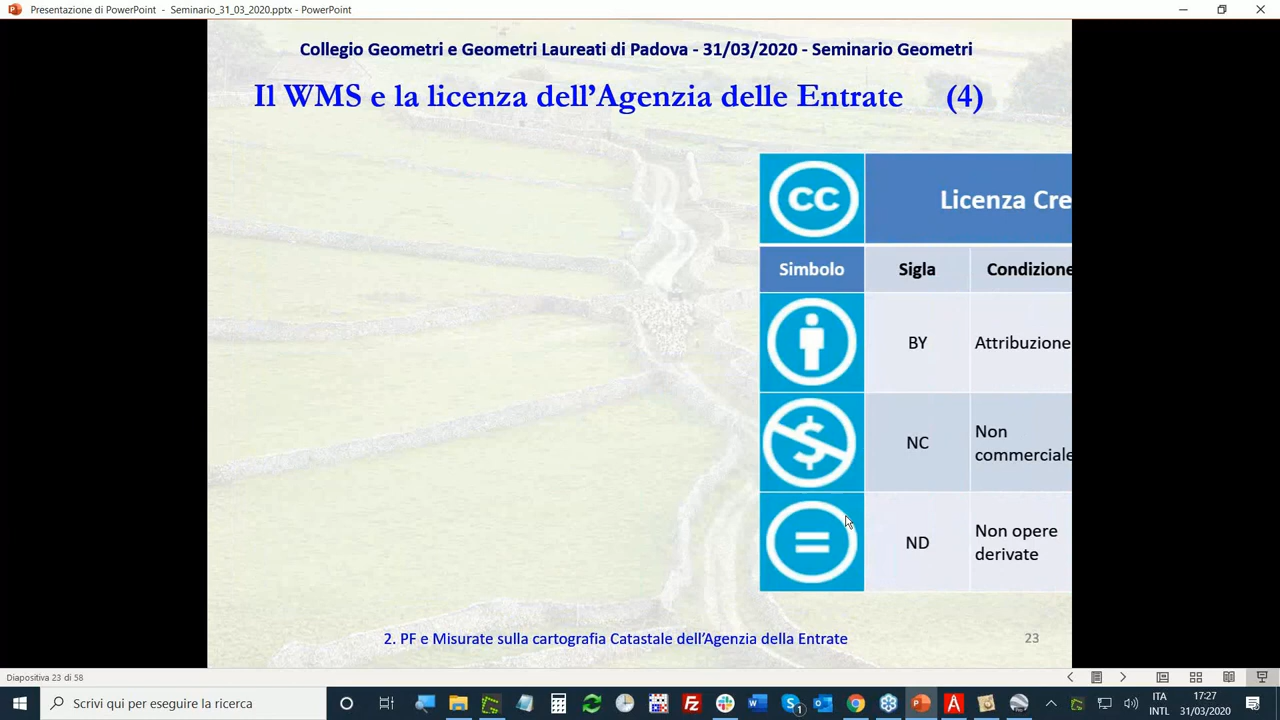 Presentazione di PowerPoint - Seminario_31_03_2020.pptx - PowerPoint
Collegio Geometri e Geometri Laureati di Padova - 31/03/2020 - Seminario Geometri
Il WMS e la licenza dell’Agenzia delle Entrate (4)
CC
Licenza Cre
Simbolo Sigla Condizione
BY Attribuzione
$ NC Non
commerciale
= ND Non opere
derivate
2. PF e Misurate sulla cartografia Catastale dell’Agenzia della Entrate
23
Diapositiva 23 di 58
Scrivi qui per eseguire la ricerca
ITA
INTL
17:27
31/03/2020